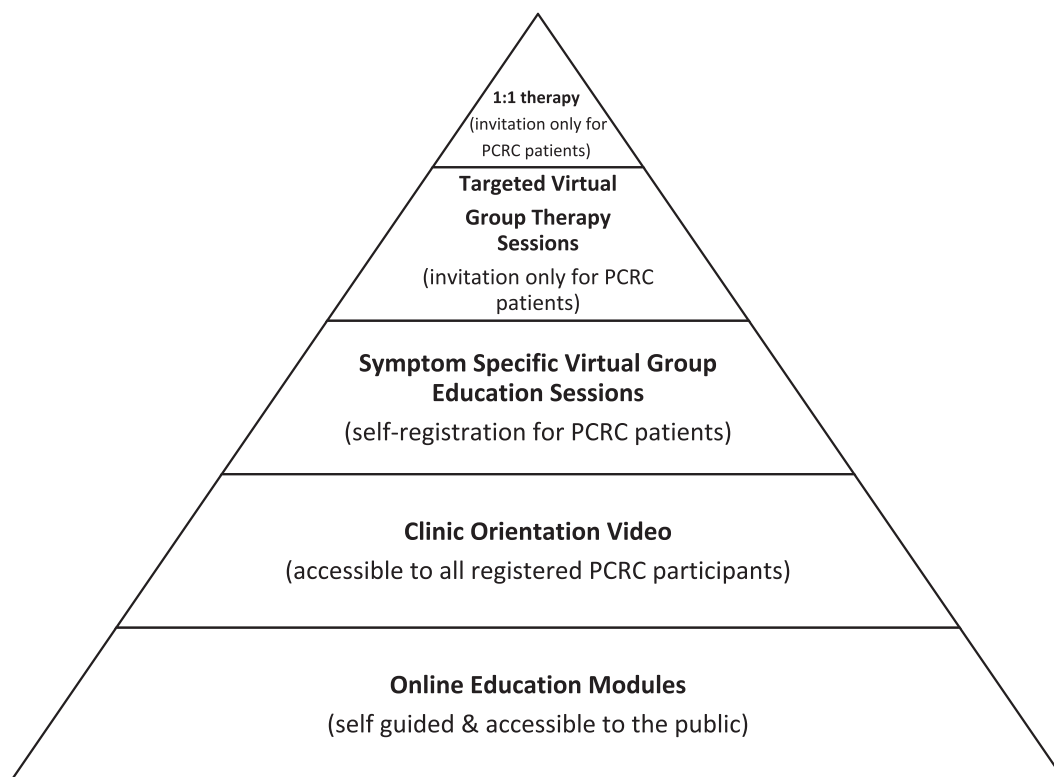 1:1 therapy
(invitation only for
PCRC patients)
Targeted Virtual
Group Therapy
Sessions
(invitation only for PCRC
patients)
Symptom Specific Virtual Group
Education Sessions
(self-registration for PCRC patients)
Clinic Orientation Video
(accessible to all registered PCRC participants)
Online Education Modules
(self guided & accessible to the public)